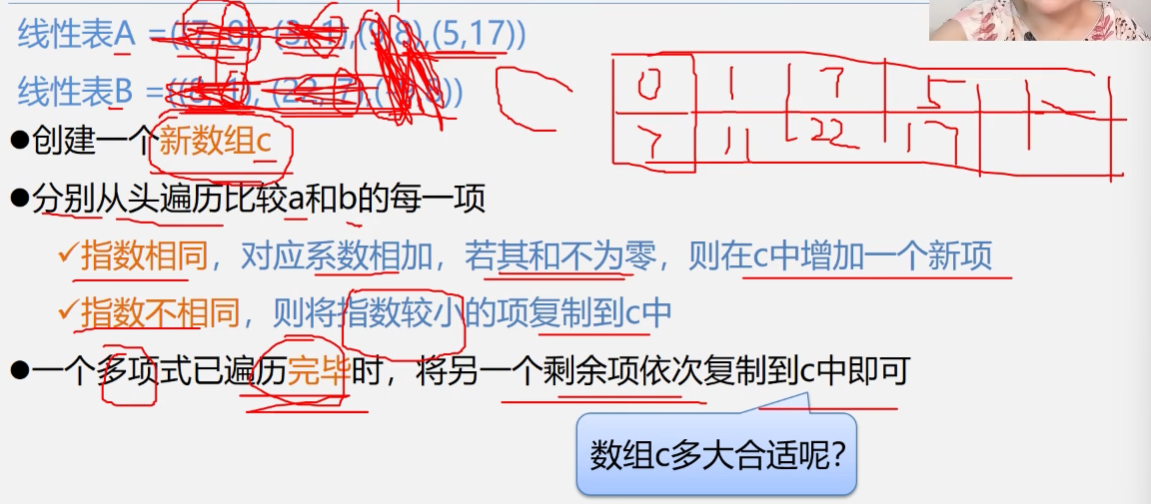 线性表A =((7,0),(3,1),(9,8),(5,17))
线性表B =((8,1),(22,7),(-9,8))
C
0 1 7 5
7 11 22 17
●创建一个新数组c
●分别从头遍历比较a和b的每一项
✓指数相同，对应系数相加，若其和不为零，则在c中增加一个新项
✓指数不相同，则将指数较小的项复制到c中
●一个多项式已遍历完毕时，将另一个剩余项依次复制到c中即可
数组c多大合适呢？